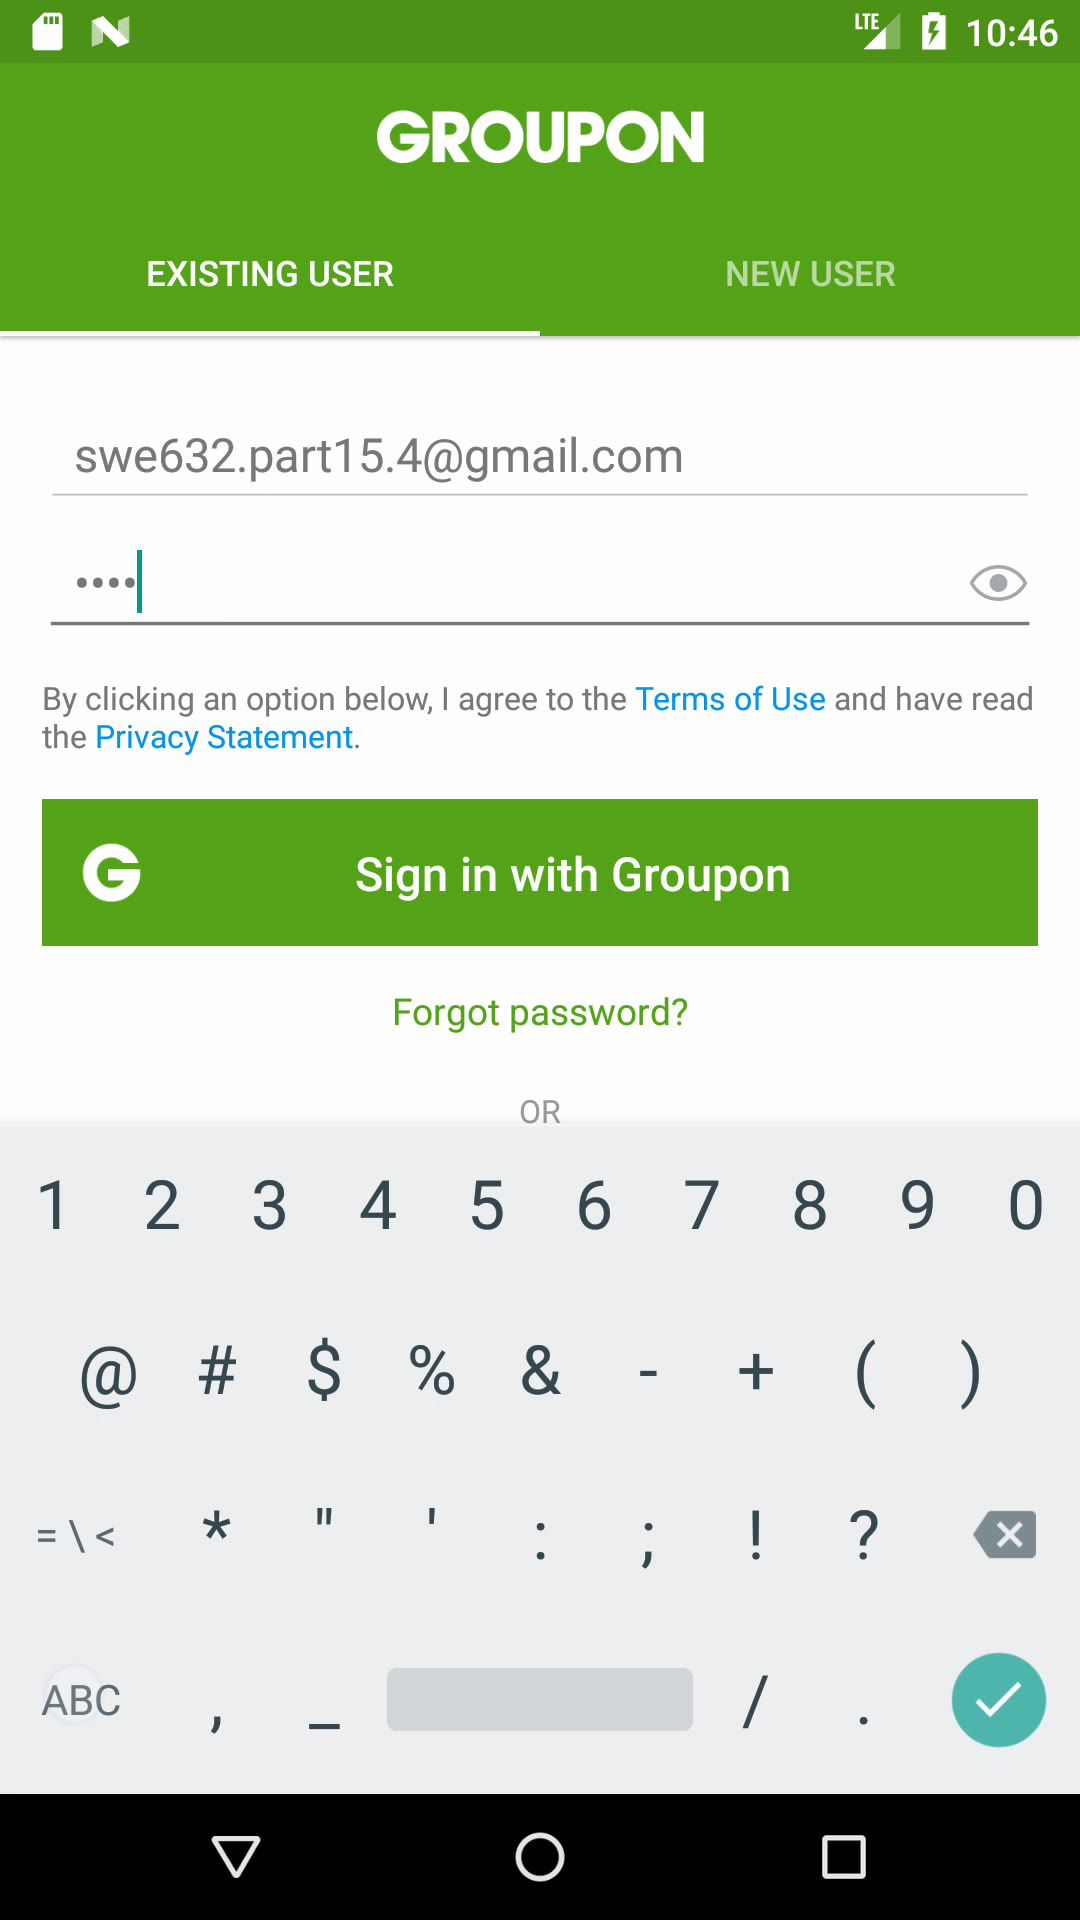 LTE 10:46
GROUPON
EXISTING USER NEW USER
swe632.part15.4@gmail.com
••••
By clicking an option below, I agree to the Terms of Use and have read
the Privacy Statement.
G Sign in with Groupon
Forgot password?
OR
1 2 3 4 5 6 7 8 9 0
@ # $ % & - + ( )
= \ < * " ' : ; ! ?
ABC , _ / .